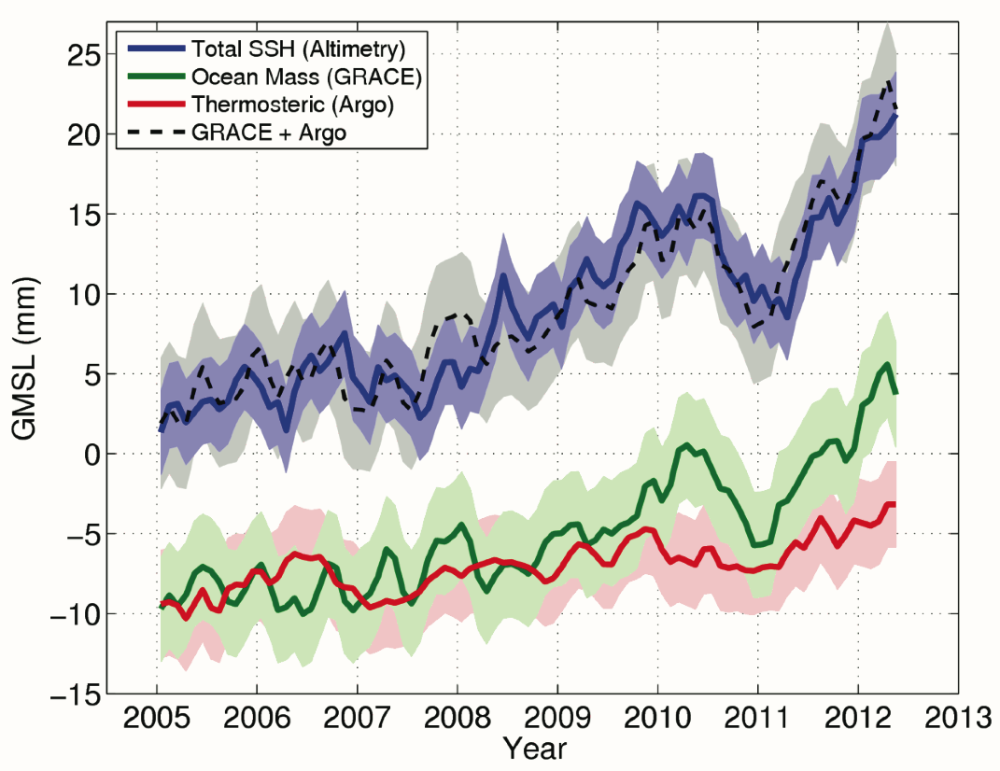 Total SSH (Altimetry)
Ocean Mass (GRACE)
Thermosteric (Argo)
GRACE + Argo
GMSL (mm)
25
20
15
10
5
0
−5
−10
−15
2005 2006 2007 2008 2009 2010 2011 2012 2013
Year